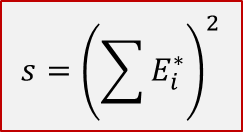 s = (∑ E_i^*)^2